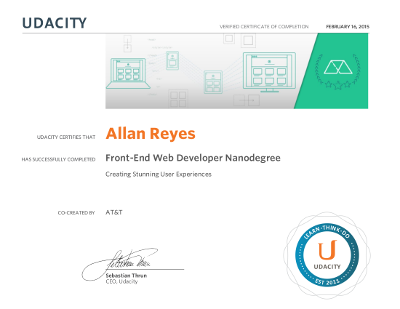 UDACITY
VERIFIED CERTIFICATE OF COMPLETION FEBRUARY 16, 2015
UDACITY CERTIFIES THAT Allan Reyes
HAS SUCCESSFULLY COMPLETED Front-End Web Developer Nanodegree
Creating Stunning User Experiences
CO-CREATED BY AT&T
Sebastian Thrun
CEO, Udacity
LEARN·THINK·DO
UDACITY
EST 2011